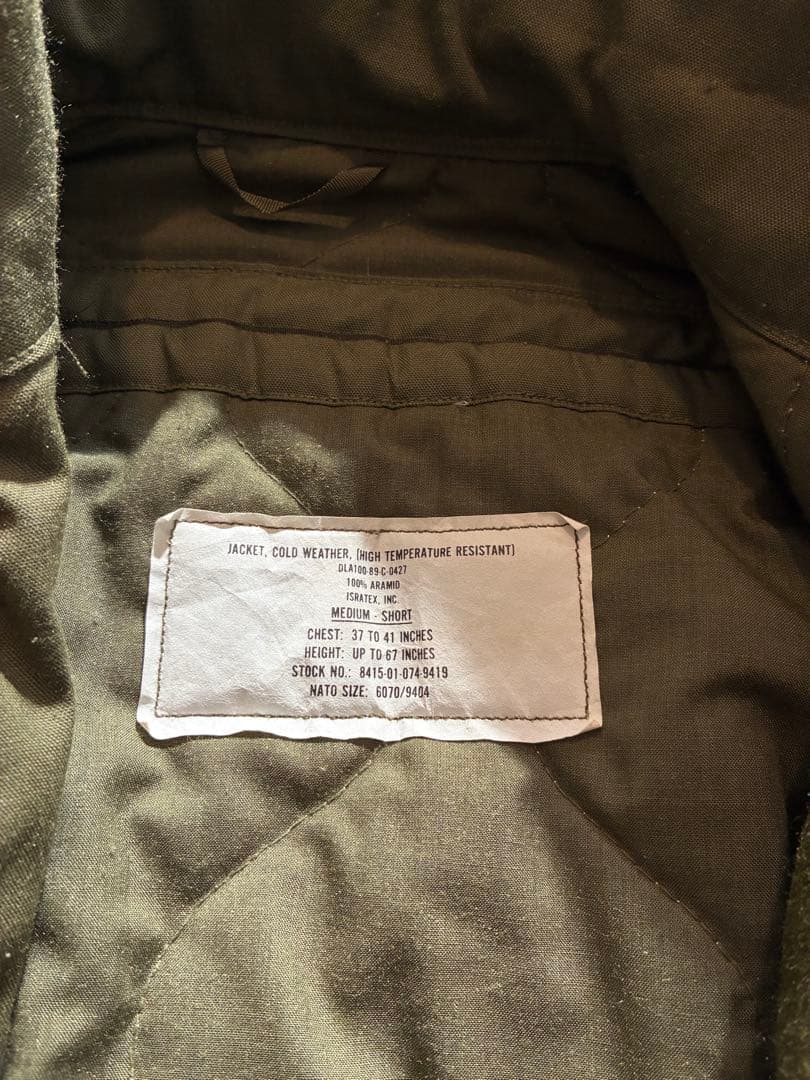 JACKET, COLD WEATHER, (HIGH TEMPERATURE RESISTANT)
DLA100-89-C-0427
100% ARAMID
ISRATEX, INC.
MEDIUM - SHORT
CHEST: 37 TO 41 INCHES
HEIGHT: UP TO 67 INCHES
STOCK NO.: 8415-01-074-9419
NATO SIZE: 6070/9404